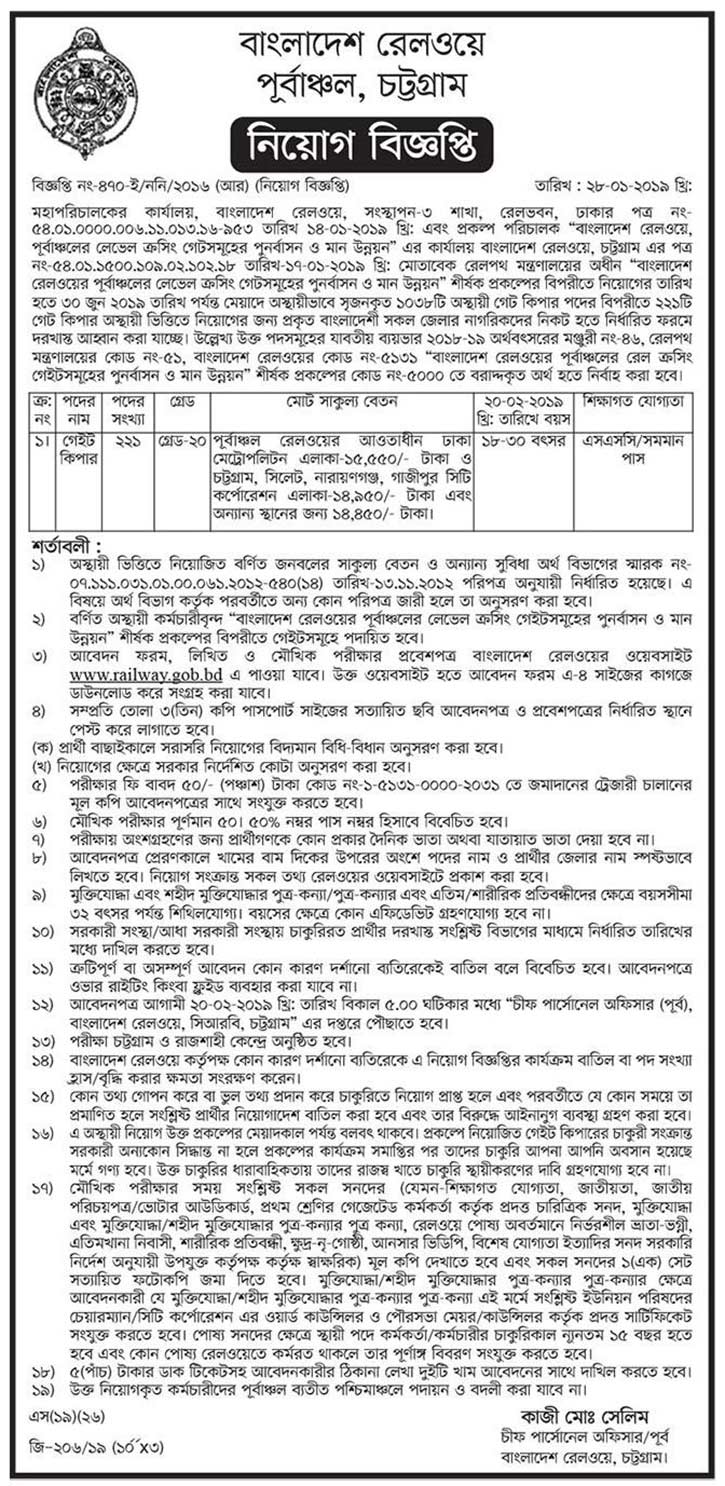 বাংলাদেশ রেলওয়ে
পূর্বাঞ্চল, চট্টগ্রাম
নিয়োগ বিজ্ঞপ্তি
বিজ্ঞপ্তি নং-৪৭০-ই/ননি/২০১৬ (আর) (নিয়োগ বিজ্ঞপ্তি) তারিখ : ২৮-০১-২০১৯ খ্রি:
মহাপরিচালকের কার্যালয়, বাংলাদেশ রেলওয়ে, সংস্থাপন-৩ শাখা, রেলভবন, ঢাকার পত্র নং-
৫৪.০১.০০০০.০০৬.১১.০১৩.১৬-৯৫৩ তারিখ ১৪-০১-২০১৯ খ্রি: এবং প্রকল্প পরিচালক “বাংলাদেশ রেলওয়ে,
পূর্বাঞ্চলের লেভেল ক্রসিং গেটসমূহের পুনর্বাসন ও মান উন্নয়ন” এর কার্যালয় বাংলাদেশ রেলওয়ে, চট্টগ্রাম এর পত্র
নং-৫৪.০১.১৫০০.১০৯.০২.১০২.১৮ তারিখ-১৭-০১-২০১৯ খ্রি: মোতাবেক রেলপথ মন্ত্রণালয়ের অধীন “বাংলাদেশ
রেলওয়ের পূর্বাঞ্চলের লেভেল ক্রসিং গেটসমূহের পুনর্বাসন ও মান উন্নয়ন” শীর্ষক প্রকল্পের বিপরীতে নিয়োগের তারিখ
হতে ৩০ জুন ২০১৯ তারিখ পর্যন্ত মেয়াদে অস্থায়ীভাবে সৃজনকৃত ১০৩৮টি অস্থায়ী গেট কিপার পদের বিপরীতে ২২১টি
গেট কিপার অস্থায়ী ভিত্তিতে নিয়োগের জন্য প্রকৃত বাংলাদেশী সকল জেলার নাগরিকদের নিকট হতে নির্ধারিত ফরমে
দরখাস্ত আহ্বান করা যাচ্ছে। উল্লেখ্য উক্ত পদসমূহের যাবতীয় ব্যয়ভার ২০১৮-১৯ অর্থবৎসরের মঞ্জুরী নং-৪৬, রেলপথ
মন্ত্রণালয়ের কোড নং-৫১, বাংলাদেশ রেলওয়ের কোড নং-৫১৩১ “বাংলাদেশ রেলওয়ের পূর্বাঞ্চলের রেল ক্রসিং
গেইটসমূহের পুনর্বাসন ও মান উন্নয়ন” শীর্ষক প্রকল্পের কোড নং-৫০০০ তে বরাদ্দকৃত অর্থ হতে নির্বাহ করা হবে।
ক্র: নং পদের নাম পদের সংখ্যা গ্রেড মোট সাকুল্য বেতন ২০-০২-২০১৯ খ্রি: তারিখে বয়স শিক্ষাগত যোগ্যতা
১। গেইট কিপার ২২১ গ্রেড-২০ পূর্বাঞ্চল রেলওয়ের আওতাধীন ঢাকা ১৮-৩০ বৎসর এসএসসি/সমমান পাস
মেট্রোপলিটন এলাকা-১৫,৫৫০/- টাকা ও
চট্টগ্রাম, সিলেট, নারায়ণগঞ্জ, গাজীপুর সিটি
কর্পোরেশন এলাকা-১৪,৯৫০/- টাকা এবং
অন্যান্য স্থানের জন্য ১৪,৪৫০/- টাকা।
শর্তাবলী :
১) অস্থায়ী ভিত্তিতে নিয়োজিত বর্ণিত জনবলের সাকুল্য বেতন ও অন্যান্য সুবিধা অর্থ বিভাগের স্মারক নং-
০৭.১১১.০৩১.০১.০০.০৬১.২০১২-৫৪০(১৪) তারিখ-১৩.১১.২০১২ পরিপত্র অনুযায়ী নির্ধারিত হয়েছে। এ
বিষয়ে অর্থ বিভাগ কর্তৃক পরবর্তীতে অন্য কোন পরিপত্র জারী হলে তা অনুসরণ করা হবে।
২) বর্ণিত অস্থায়ী কর্মচারীবৃন্দ “বাংলাদেশ রেলওয়ের পূর্বাঞ্চলের লেভেল ক্রসিং গেইটসমূহের পুনর্বাসন ও মান
উন্নয়ন” শীর্ষক প্রকল্পের বিপরীতে গেইটসমূহে পদায়িত হবে।
৩) আবেদন ফরম, লিখিত ও মৌখিক পরীক্ষার প্রবেশপত্র বাংলাদেশ রেলওয়ের ওয়েবসাইট
www.railway.gob.bd এ পাওয়া যাবে। উক্ত ওয়েবসাইট হতে আবেদন ফরম এ-৪ সাইজের কাগজে
ডাউনলোড করে সংগ্রহ করা যাবে।
৪) সম্প্রতি তোলা ৩(তিন) কপি পাসপোর্ট সাইজের সত্যায়িত ছবি আবেদনপত্র ও প্রবেশপত্রের নির্ধারিত স্থানে
পেস্ট করে লাগাতে হবে।
(ক) প্রার্থী বাছাইকালে সরাসরি নিয়োগের বিদ্যমান বিধি-বিধান অনুসরণ করা হবে।
(খ) নিয়োগের ক্ষেত্রে সরকার নির্দেশিত কোটা অনুসরণ করা হবে।
৫) পরীক্ষার ফি বাবদ ৫০/- (পঞ্চাশ) টাকা কোড নং-১-৫১৩১-০০০০-২০৩১ তে জমাদানের ট্রেজারী চালানের
মূল কপি আবেদনপত্রের সাথে সংযুক্ত করতে হবে।
৬) মৌখিক পরীক্ষার পূর্ণমান ৫০। ৫০% নম্বর পাস নম্বর হিসাবে বিবেচিত হবে।
৭) পরীক্ষায় অংশগ্রহণের জন্য প্রার্থীগণকে কোন প্রকার দৈনিক ভাতা অথবা যাতায়াত ভাতা দেয়া হবে না।
৮) আবেদনপত্র প্রেরণকালে খামের বাম দিকের উপরের অংশে পদের নাম ও প্রার্থীর জেলার নাম স্পষ্টভাবে
লিখতে হবে। নিয়োগ সংক্রান্ত সকল তথ্য রেলওয়ের ওয়েবসাইটে প্রকাশ করা হবে।
৯) মুক্তিযোদ্ধা এবং শহীদ মুক্তিযোদ্ধার পুত্র-কন্যা/পুত্র-কন্যার এবং এতিম/শারীরিক প্রতিবন্ধীদের ক্ষেত্রে বয়সসীমা
৩২ বৎসর পর্যন্ত শিথিলযোগ্য। বয়সের ক্ষেত্রে কোন এফিডেভিট গ্রহণযোগ্য হবে না।
১০) সরকারী সংস্থা/আধা সরকারী সংস্থায় চাকুরিরত প্রার্থীর দরখাস্ত সংশ্লিষ্ট বিভাগের মাধ্যমে নির্ধারিত তারিখের
মধ্যে দাখিল করতে হবে।
১১) ত্রুটিপূর্ণ বা অসম্পূর্ণ আবেদন কোন কারণ দর্শানো ব্যতিরেকেই বাতিল বলে বিবেচিত হবে। আবেদনপত্রে
ওভার রাইটিং কিংবা ফ্লুইড ব্যবহার করা যাবে না।
১২) আবেদনপত্র আগামী ২০-০২-২০১৯ খ্রি: তারিখ বিকাল ৫.০০ ঘটিকার মধ্যে “চীফ পার্সোনেল অফিসার (পূর্ব),
বাংলাদেশ রেলওয়ে, সিআরবি, চট্টগ্রাম” এর দপ্তরে পৌছাতে হবে।
১৩) পরীক্ষা চট্টগ্রাম ও রাজশাহী কেন্দ্রে অনুষ্ঠিত হবে।
১৪) বাংলাদেশ রেলওয়ে কর্তৃপক্ষ কোন কারণ দর্শানো ব্যতিরেকে এ নিয়োগ বিজ্ঞপ্তির কার্যক্রম বাতিল বা পদ সংখ্যা
হ্রাস/বৃদ্ধি করার ক্ষমতা সংরক্ষণ করেন।
১৫) কোন তথ্য গোপন করে বা ভুল তথ্য প্রদান করে চাকুরিতে নিয়োগ প্রাপ্ত হলে এবং পরবর্তীতে যে কোন সময়ে তা
প্রমাণিত হলে সংশ্লিষ্ট প্রার্থীর নিয়োগাদেশ বাতিল করা হবে এবং তার বিরুদ্ধে আইনানুগ ব্যবস্থা গ্রহণ করা হবে।
১৬) এ অস্থায়ী নিয়োগ উক্ত প্রকল্পের মেয়াদকাল পর্যন্ত বলবৎ থাকবে। প্রকল্পে নিয়োজিত গেইট কিপারের চাকুরী সংক্রান্ত
সরকারী অন্যকোন সিদ্ধান্ত না হলে প্রকল্পের কার্যক্রম সমাপ্তির পর তাদের চাকুরি আপনা আপনি অবসান হয়েছে
মর্মে গণ্য হবে। উক্ত চাকুরির ধারাবাহিকতায় তাদের রাজস্ব খাতে চাকুরি স্থায়ীকরণের দাবি গ্রহণযোগ্য হবে না।
১৭) মৌখিক পরীক্ষার সময় সংশ্লিষ্ট সকল সনদের (যেমন-শিক্ষাগত যোগ্যতা, জাতীয়তা, জাতীয়
পরিচয়পত্র/ভোটার আউডিকার্ড, প্রথম শ্রেণির গেজেটেড কর্মকর্তা কর্তৃক প্রদত্ত চারিত্রিক সনদ, মুক্তিযোদ্ধা
এবং মুক্তিযোদ্ধা/শহীদ মুক্তিযোদ্ধার পুত্র-কন্যার পুত্র কন্যা, রেলওয়ে পোষ্য অবর্তমানে নির্ভরশীল ভ্রাতা-ভগ্নী,
এতিমখানা নিবাসী, শারীরিক প্রতিবন্ধী, ক্ষুদ্র-নৃ-গোষ্ঠী, আনসার ভিডিপি, বিশেষ যোগ্যতা ইত্যাদির সনদ সরকারি
নির্দেশ অনুযায়ী উপযুক্ত কর্তৃপক্ষ কর্তৃক স্বাক্ষরিক) মূল কপি দেখাতে হবে এবং সকল সনদের ১(এক) সেট
সত্যায়িত ফটোকপি জমা দিতে হবে। মুক্তিযোদ্ধা/শহীদ মুক্তিযোদ্ধার পুত্র-কন্যার পুত্র-কন্যার ক্ষেত্রে
আবেদনকারী যে মুক্তিযোদ্ধা/শহীদ মুক্তিযোদ্ধার পুত্র-কন্যার পুত্র-কন্যা এই মর্মে সংশ্লিষ্ট ইউনিয়ন পরিষদের
চেয়ারম্যান/সিটি কর্পোরেশন এর ওয়ার্ড কাউন্সিলর ও পৌরসভা মেয়র/কাউন্সিলর কর্তৃক প্রদত্ত সার্টিফিকেট
সংযুক্ত করতে হবে। পোষ্য সনদের ক্ষেত্রে স্থায়ী পদে কর্মকর্তা/কর্মচারীর চাকুরিকাল ন্যূনতম ১৫ বছর হতে
হবে এবং কোন পোষ্য রেলওয়েতে কর্মরত থাকলে তার পূর্ণাঙ্গ বিবরণ সংযুক্ত করতে হবে।
১৮) ৫(পাঁচ) টাকার ডাক টিকেটসহ আবেদনকারীর ঠিকানা লেখা দুইটি খাম আবেদনের সাথে দাখিল করতে হবে।
১৯) উক্ত নিয়োগকৃত কর্মচারীদের পূর্বাঞ্চল ব্যতীত পশ্চিমাঞ্চলে পদায়ন ও বদলী করা যাবে না।
এস(১৯)(২৬)
জি-২০৬/১৯ (১০˝x৩)
কাজী মোঃ সেলিম
চীফ পার্সোনেল অফিসার/পূর্ব
বাংলাদেশ রেলওয়ে, চট্টগ্রাম।